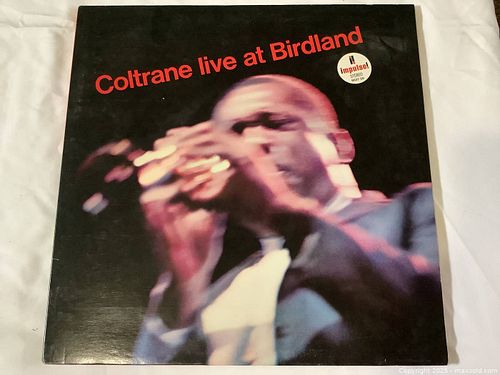 Coltrane live at Birdland
impulse!
STEREO
Copyright 2025 - maxsold.com